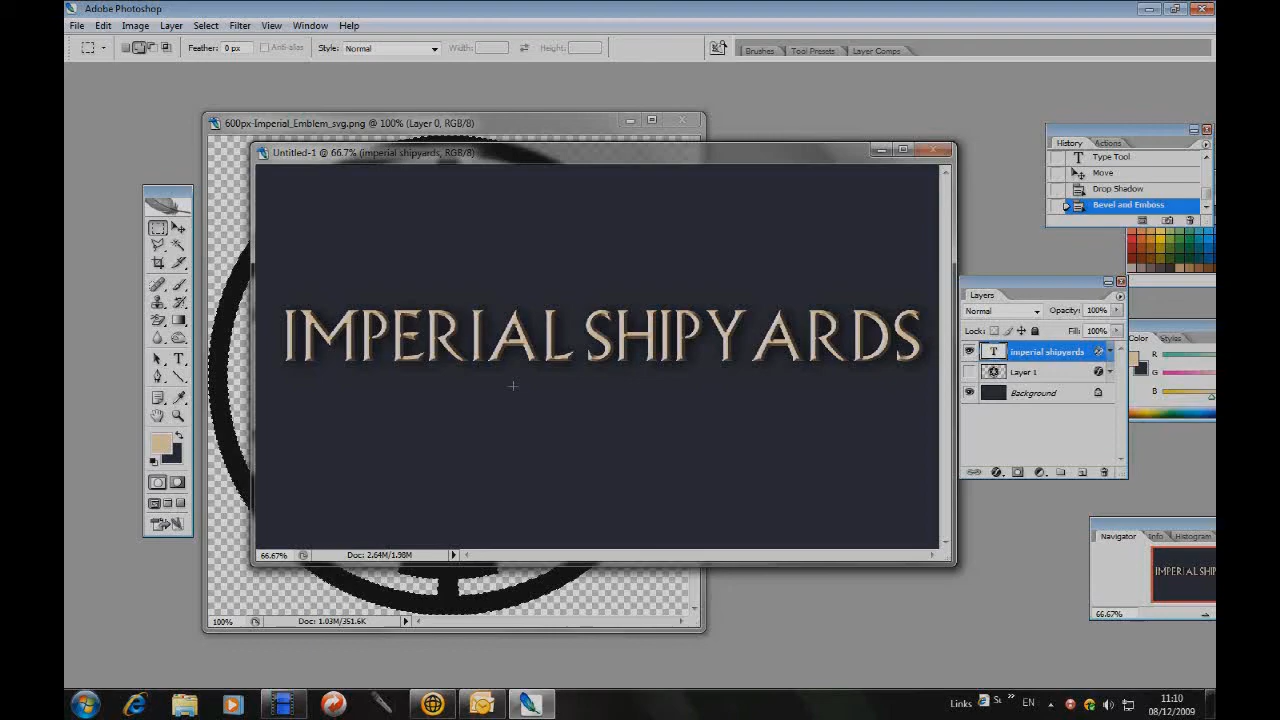 Adobe Photoshop
File Edit Image Layer Select Filter View Window Help
Feather: 0 px Anti-alias Style: Normal Width: Height:
Brushes Tool Presets Layer Comps
600px-Imperial_Emblem_svg.png @ 100% (Layer 0, RGB/8)
Untitled-1 @ 66.7% (imperial shipyards, RGB/8)
IMPERIAL SHIPYARDS
66.67% Doc: 2.64M/1.98M
100% Doc: 1.03M/351.6K
History Actions
Type Tool
Move
Drop Shadow
Bevel and Emboss
Layers
Normal Opacity: 100%
Lock: Fill: 100%
imperial shipyards
Layer 1
Background
Color
R
G
B
Navigator Info Histogram
IMPERIAL SHIP
66.67%
Links EN 11:10
08/12/2009